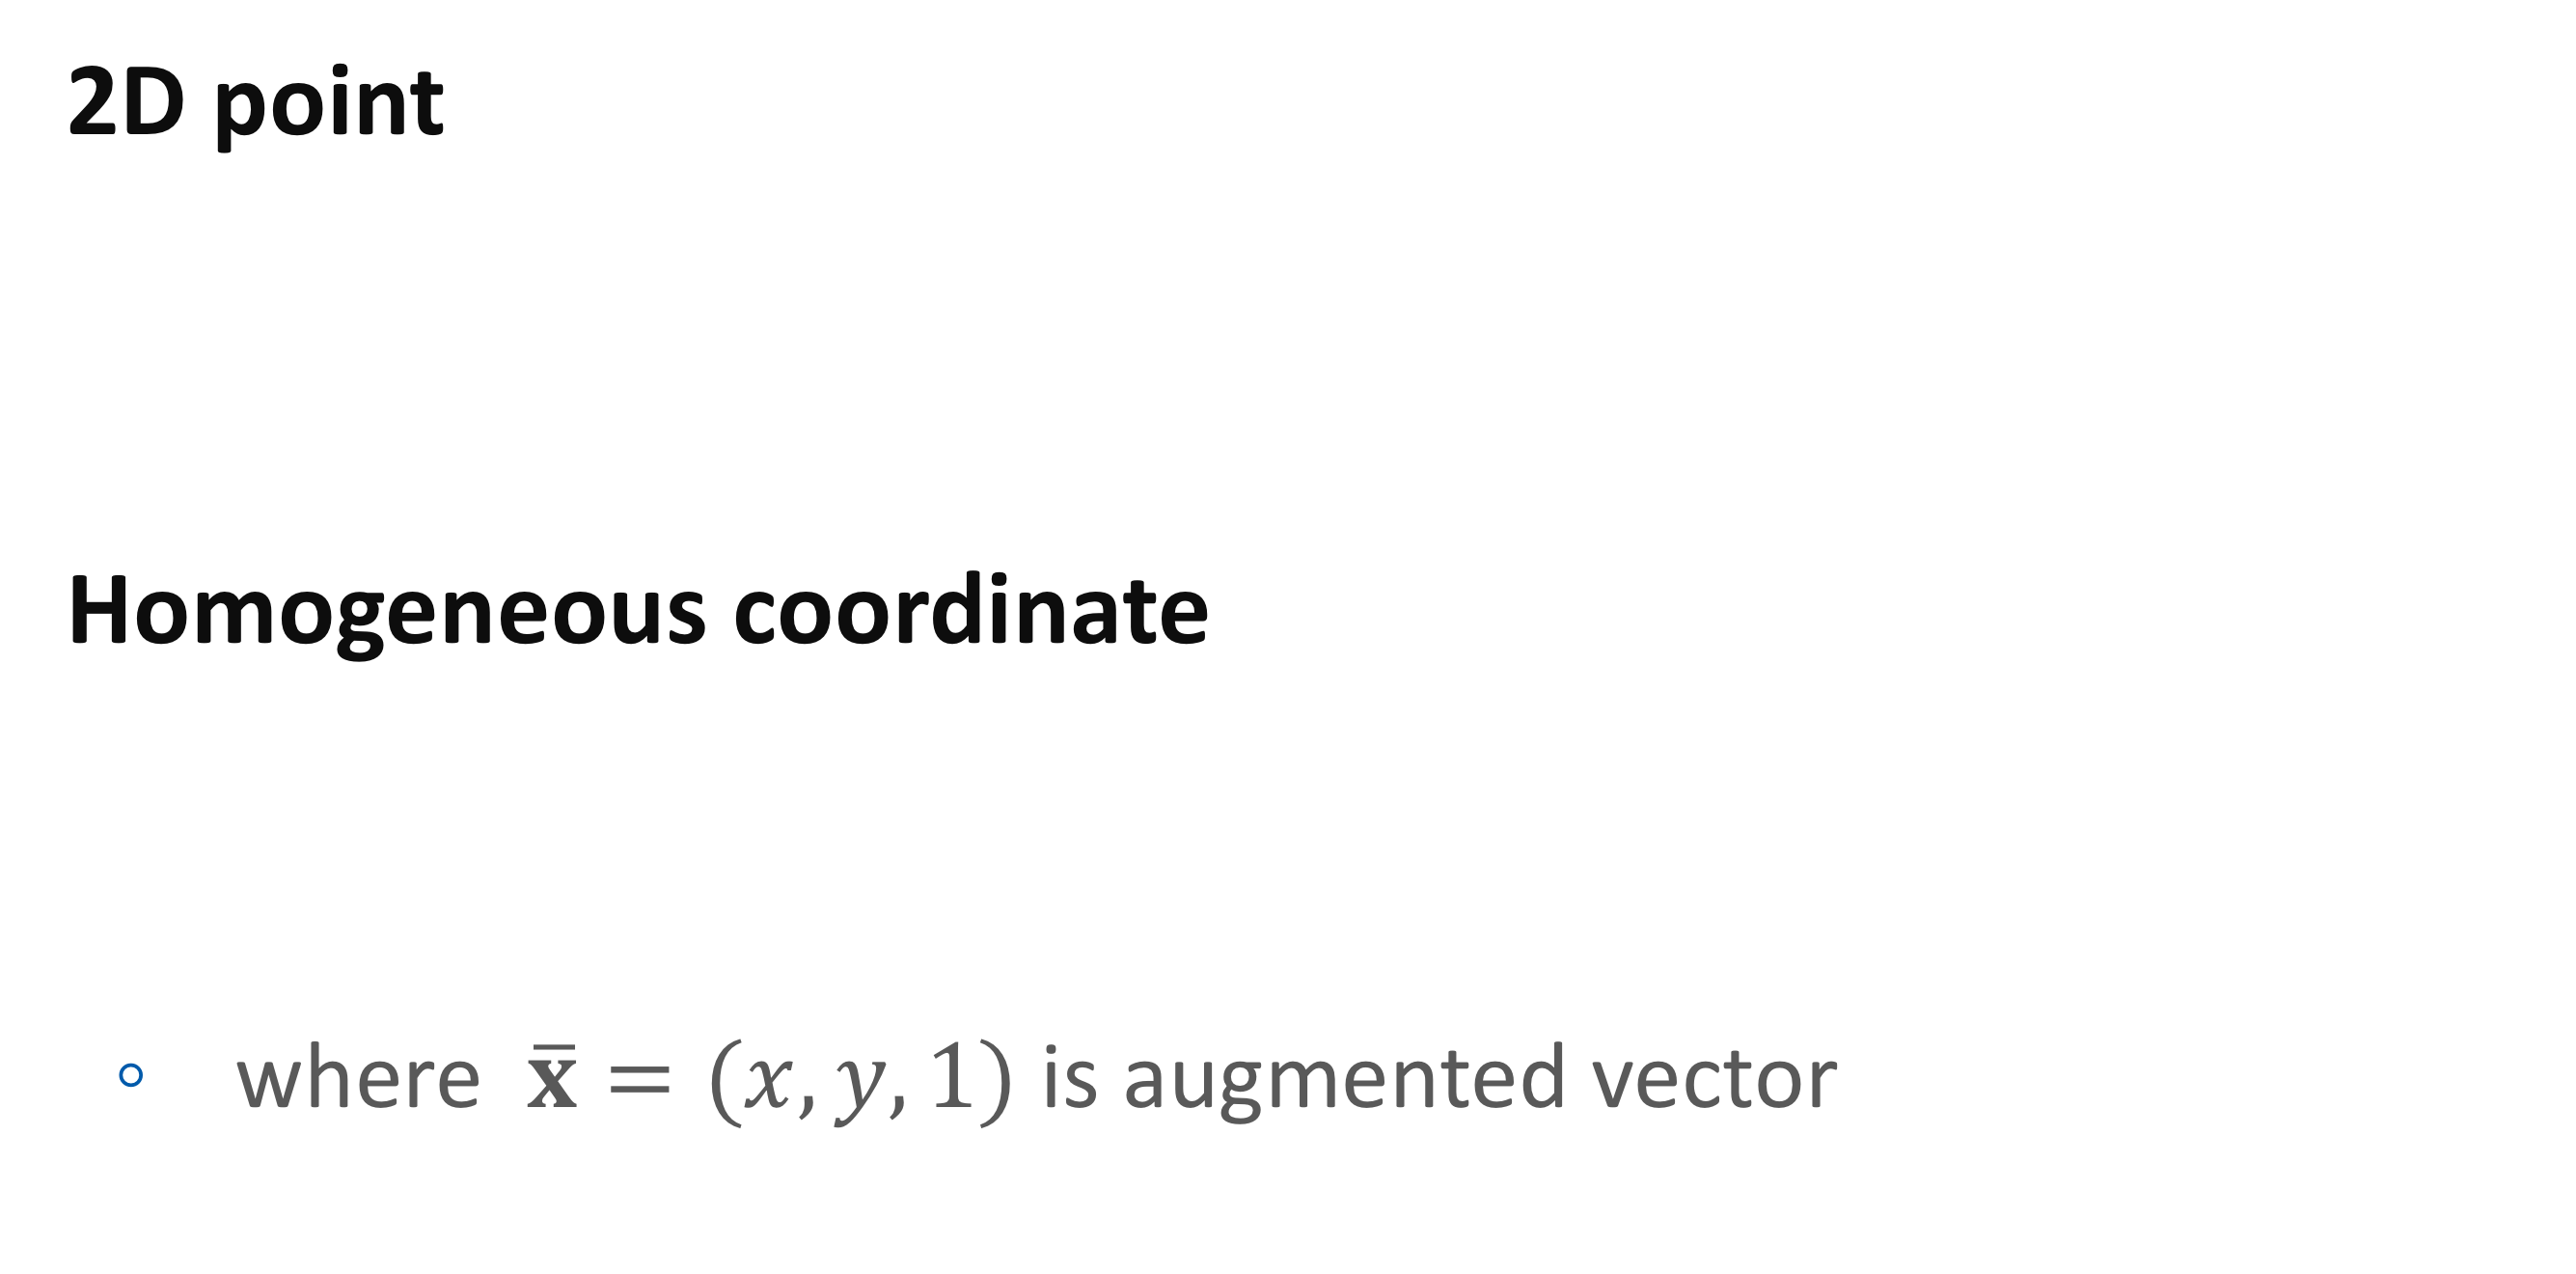 2D point
Homogeneous coordinate
∘ where x̄ = (x, y, 1) is augmented vector